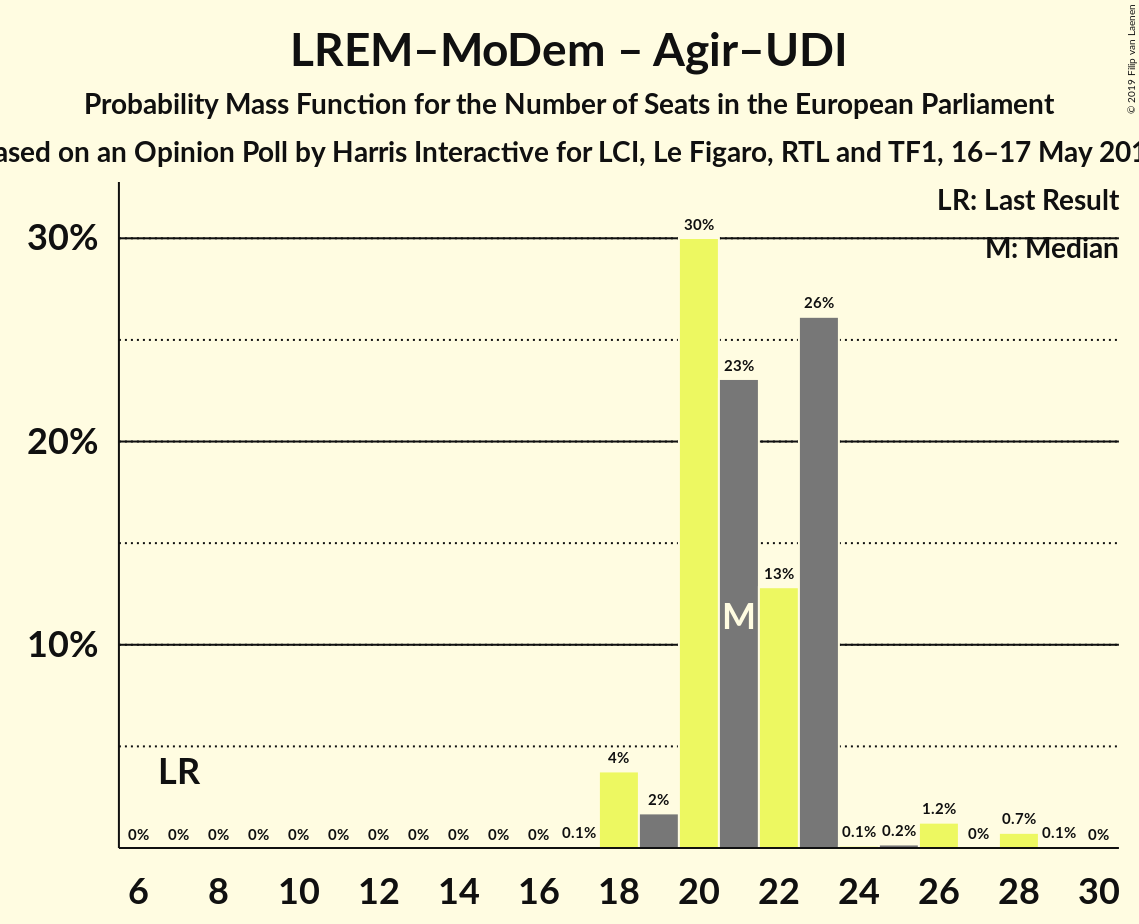 LREM–MoDem – Agir–UDI
Probability Mass Function for the Number of Seats in the European Parliament
ased on an Opinion Poll by Harris Interactive for LCI, Le Figaro, RTL and TF1, 16–17 May 201
© 2019 Filip van Laenen
LR: Last Result
M: Median
30%
20%
10%
30%
26%
23%
13%
M
LR
4%
2%
0% 0% 0% 0% 0% 0% 0% 0% 0% 0% 0% 0.1% 0.1% 0.2% 1.2% 0% 0.7% 0.1% 0%
6 8 10 12 14 16 18 20 22 24 26 28 30